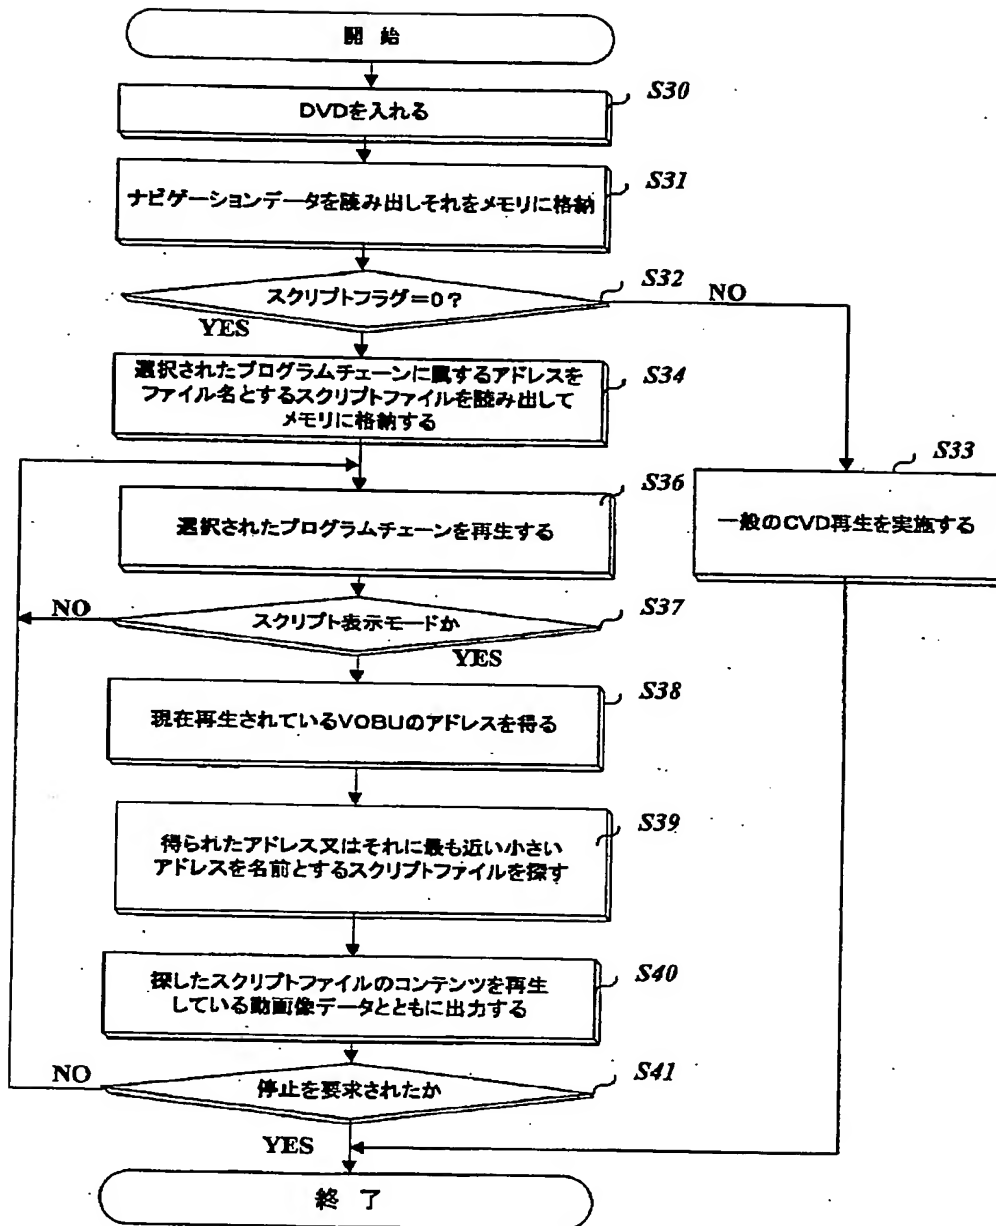 開 始
S30
DVDを入れる
S31
ナビゲーションデータを読み出しそれをメモリに格納
S32
スクリプトフラグ=0?
NO
YES
選択されたプログラムチェーンに属するアドレスを
ファイル名とするスクリプトファイルを読み出して
メモリに格納する
S34
S33
一般のCVD再生を実施する
S36
選択されたプログラムチェーンを再生する
NO
スクリプト表示モードか
S37
YES
S38
現在再生されているVOBUのアドレスを得る
S39
得られたアドレス又はそれに最も近い小さい
アドレスを名前とするスクリプトファイルを探す
探したスクリプトファイルのコンテンツを再生
している動画像データとともに出力する
S40
NO
停止を要求されたか
S41
YES
終 了